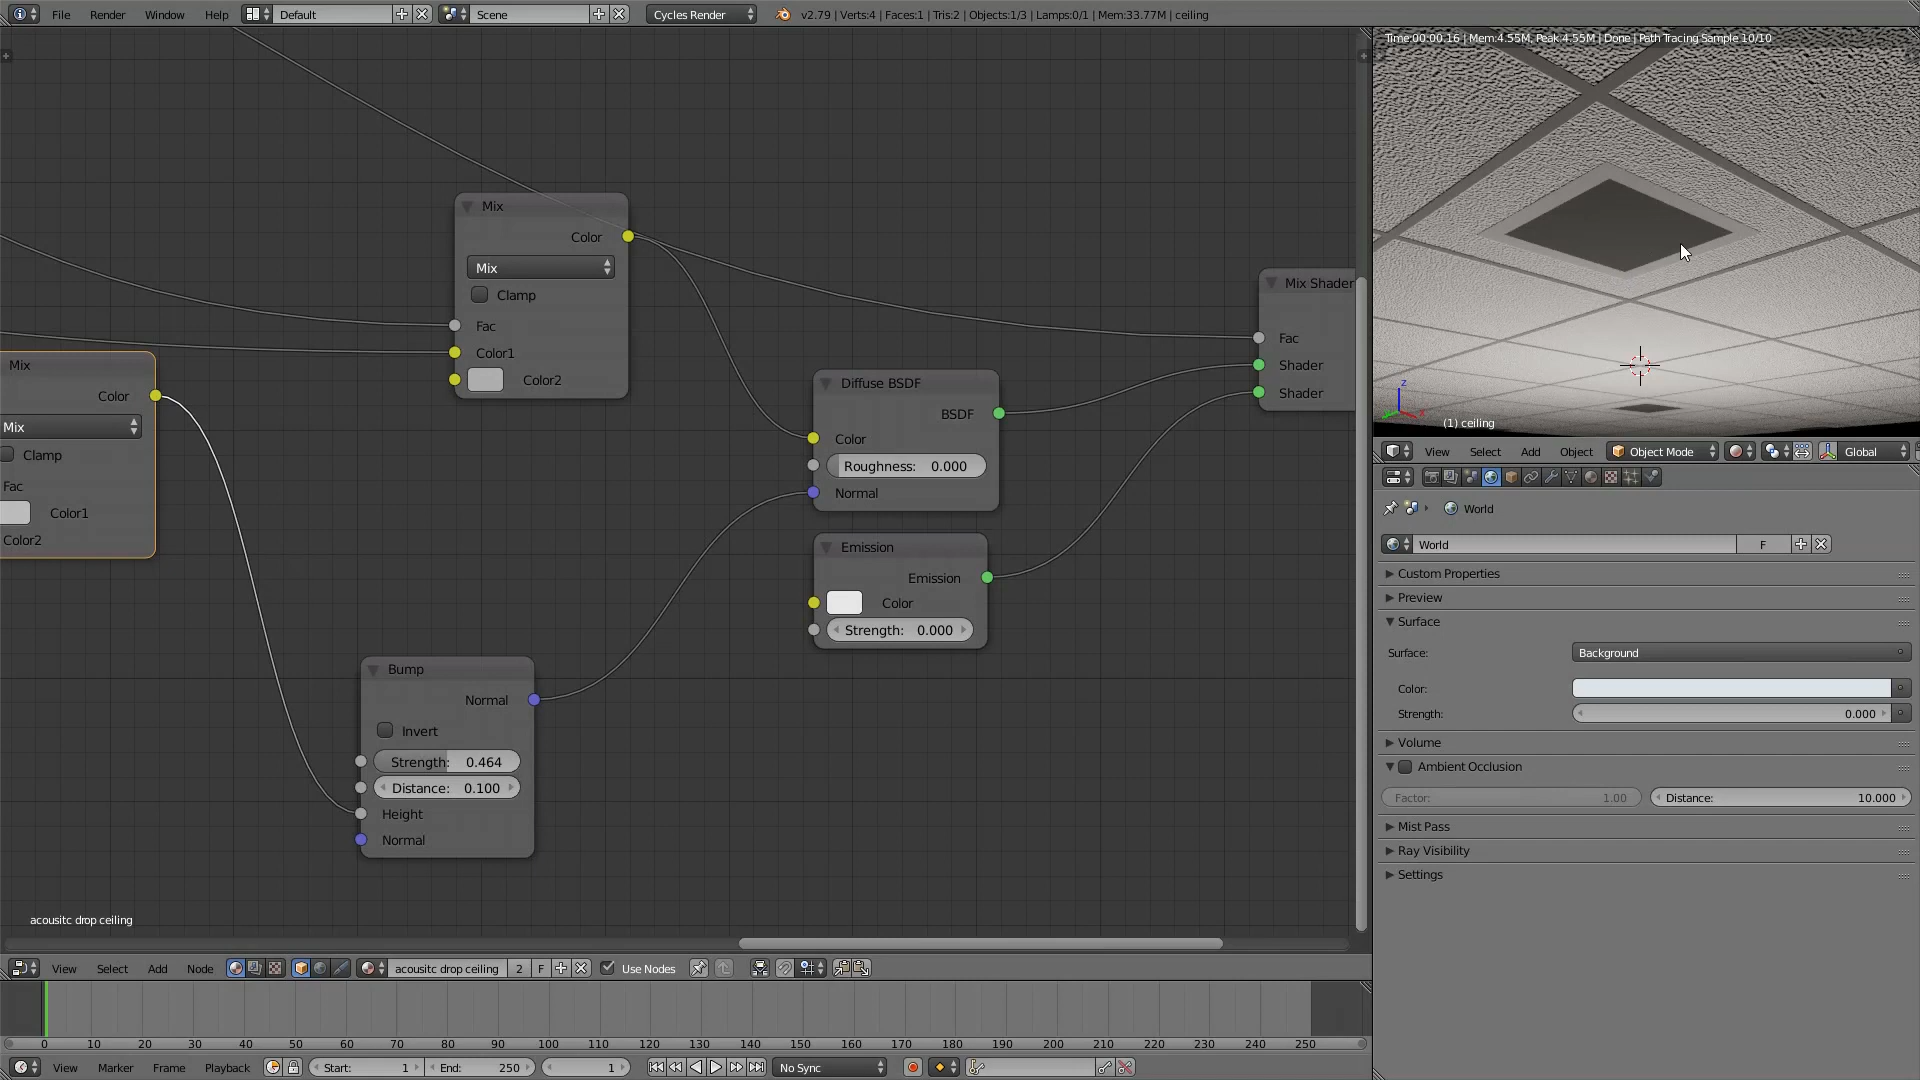 File Render Window Help Default Scene Cycles Render v2.79 | Verts:4 | Faces:1 | Tris:2 | Objects:1/3 | Lamps:0/1 | Mem:33.77M | ceiling
Time:00:00.16 | Mem:4.55M, Peak:4.55M | Done | Path Tracing Sample 10/10
Mix
Color
Mix
Clamp
Fac
Color1
Color2
Mix
Color
Mix
Clamp
Fac
Color1
Color2
Diffuse BSDF
BSDF
Color
Roughness: 0.000
Normal
Emission
Emission
Color
Strength: 0.000
Bump
Normal
Invert
Strength: 0.464
Distance: 0.100
Height
Normal
Mix Shader
Fac
Shader
Shader
acousitc drop ceiling
z
x
(1) ceiling
View Select Add Object Object Mode Global
World
World F
Custom Properties
Preview
Surface
Surface: Background
Color:
Strength: 0.000
Volume
Ambient Occlusion
Factor: 1.00 Distance: 10.000
Mist Pass
Ray Visibility
Settings
View Select Add Node acousitc drop ceiling 2 F Use Nodes
0 10 20 30 40 50 60 70 80 90 100 110 120 130 140 150 160 170 180 190 200 210 220 230 240 250
View Marker Frame Playback Start: 1 End: 250 1 No Sync